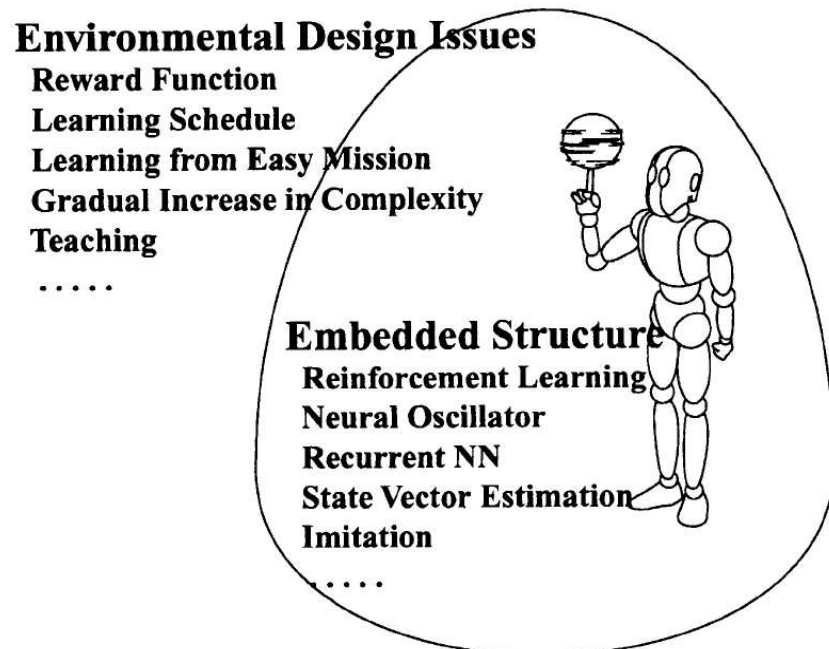 Environmental Design Issues
Reward Function
Learning Schedule
Learning from Easy Mission
Gradual Increase in Complexity
Teaching
. . . . .
Embedded Structure
Reinforcement Learning
Neural Oscillator
Recurrent NN
State Vector Estimation
Imitation
. . . . .